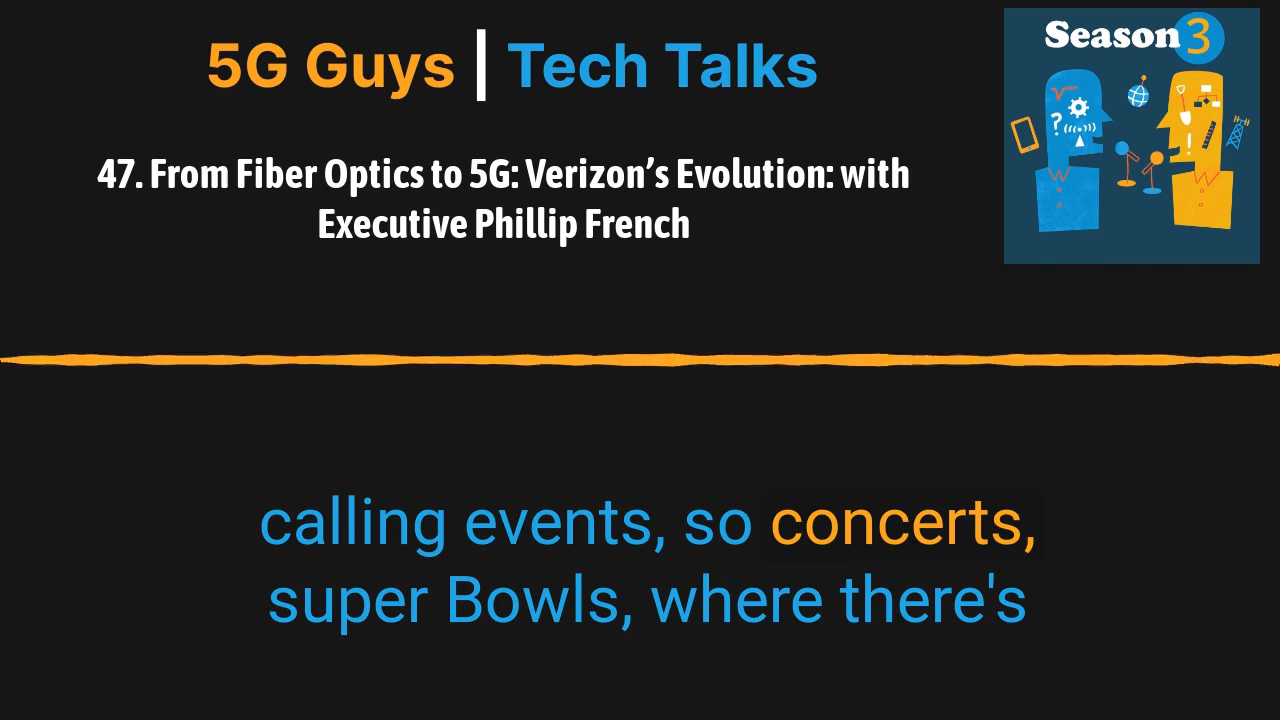 5G Guys | Tech Talks
Season 3
47. From Fiber Optics to 5G: Verizon’s Evolution: with
Executive Phillip French
?
calling events, so concerts,
super Bowls, where there's